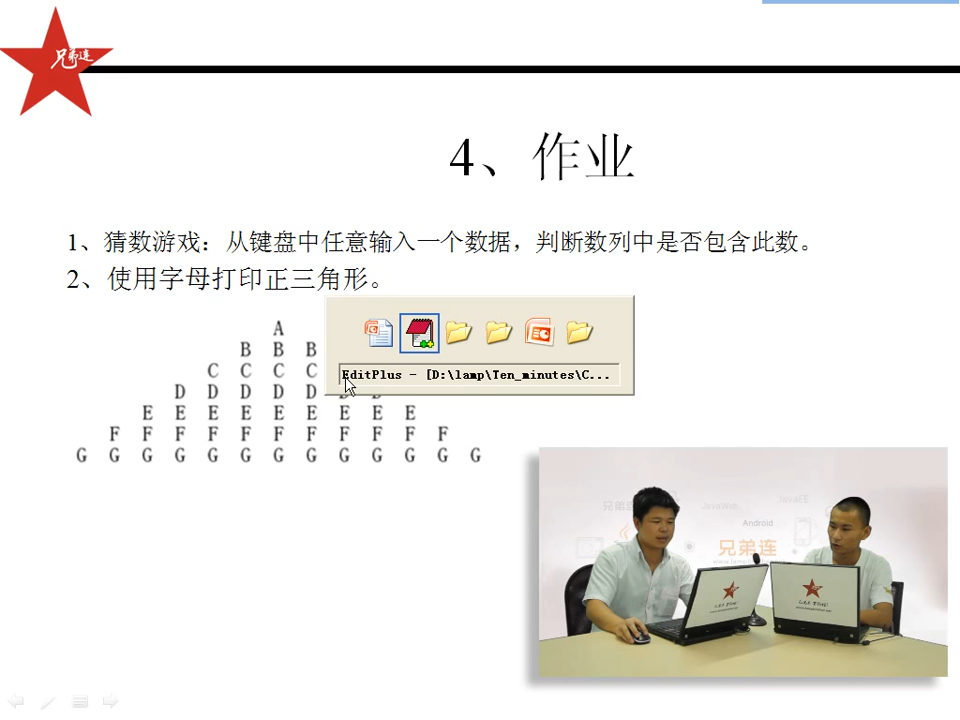 兄弟连
4、作业
1、猜数游戏：从键盘中任意输入一个数据，判断数列中是否包含此数。
2、使用字母打印正三角形。
A
B B B
C C C C
D D D D D D D
E E E E E E E E E
F F F F F F F F F F F
G G G G G G G G G G G G G
EditPlus - [D:\lamp\Ten_minutes\C...
JavaWeb
JavaEE
Android
兄弟连